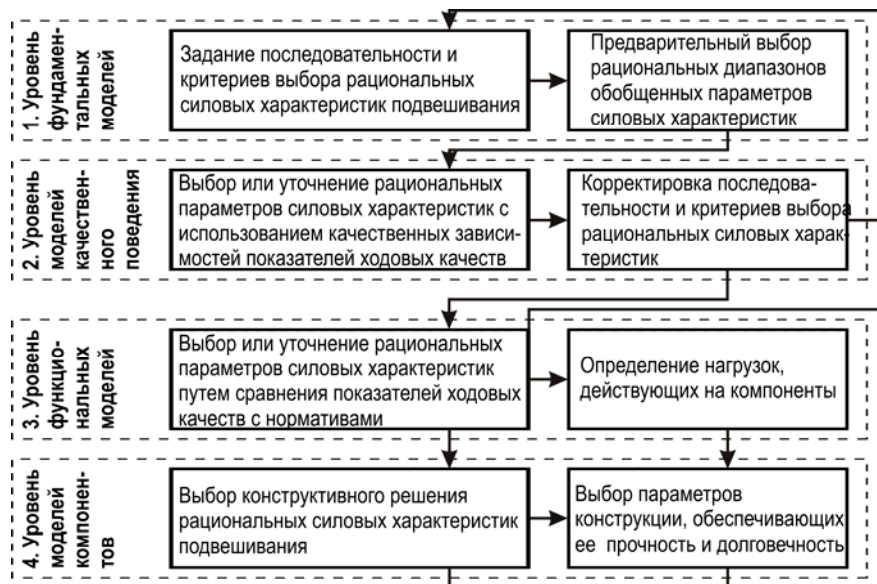 1. Уровень
фундамен-
тальных
моделей
Задание последовательности и
критериев выбора рациональных
силовых характеристик подвешивания
Предварительный выбор
рациональных диапазонов
обобщенных параметров
силовых характеристик
2. Уровень
моделей
качествен-
ного
поведения
Выбор или уточнение рациональных
параметров силовых характеристик с
использованием качественных зависи-
мостей показателей ходовых качеств
Корректировка последова-
тельности и критериев выбора
рациональных силовых харак-
теристик
3. Уровень
функцио-
нальных
моделей
Выбор или уточнение рациональных
параметров силовых характеристик
путем сравнения показателей ходовых
качеств с нормативами
Определение нагрузок,
действующих на компоненты
4. Уровень
моделей
компонен-
тов
Выбор конструктивного решения
рациональных силовых характеристик
подвешивания
Выбор параметров
конструкции, обеспечивающих
ее прочность и долговечность